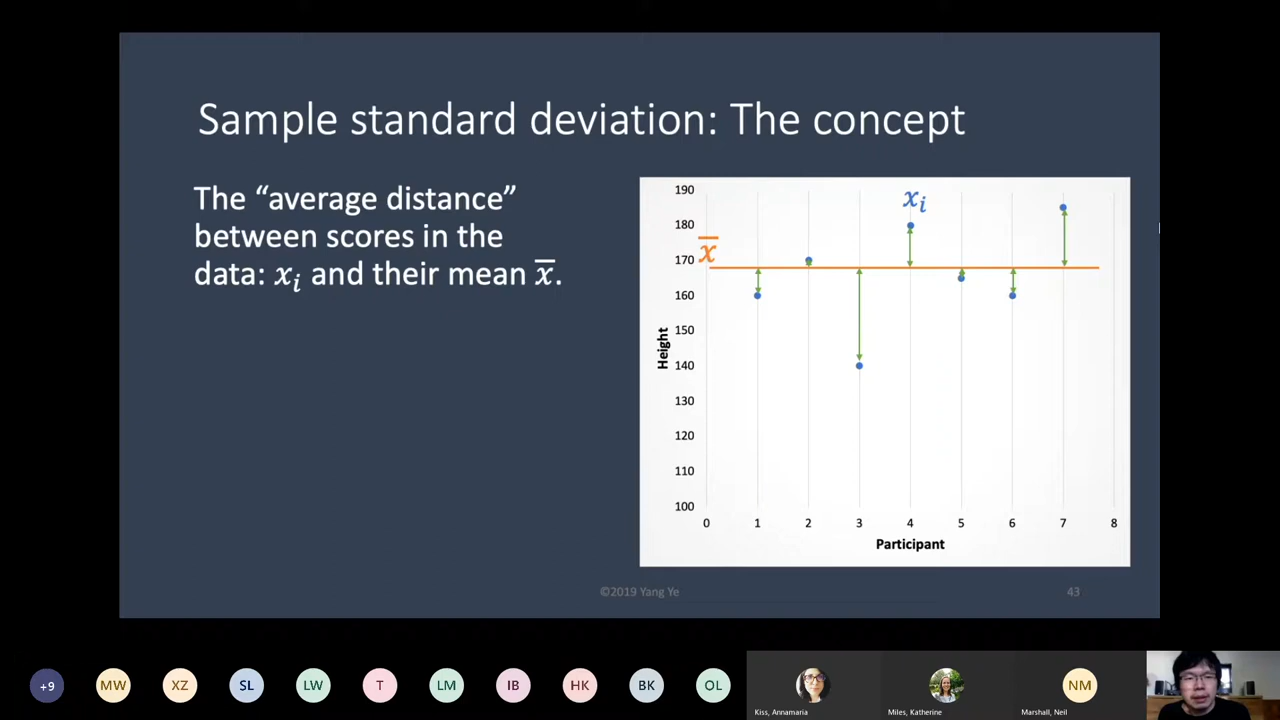 Sample standard deviation: The concept
The “average distance”
between scores in the
data: xᵢ and their mean x̅.
190
180
170
160
150
140
130
120
110
100
x̅
xᵢ
Height
0 1 2 3 4 5 6 7 8
Participant
©2019 Yang Ye
43
+9 MW XZ SL LW T LM IB HK BK OL NM
Kiss, Annamaria Miles, Katherine Marshall, Neil